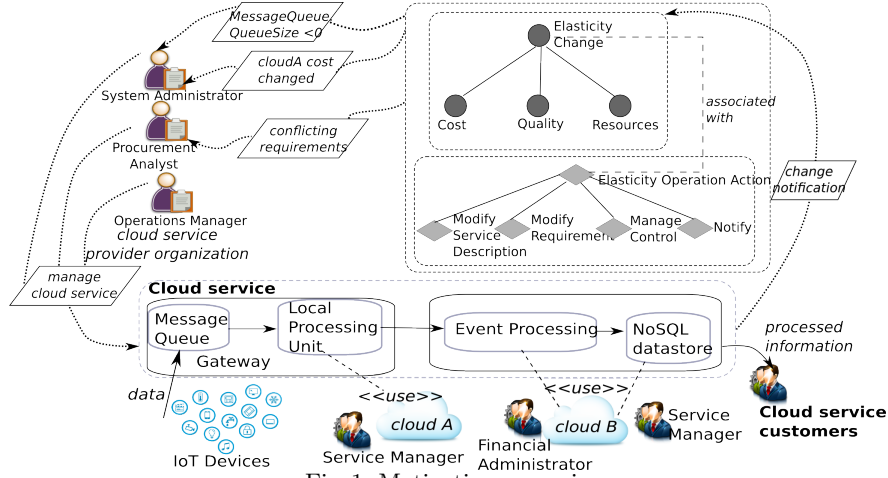 MessageQueue.
QueueSize <0
cloudA cost
changed
System Administrator
conflicting
requirements
Procurement
Analyst
Operations Manager
cloud service
provider organization
manage
cloud service
Elasticity
Change
Cost
Quality
Resources
associated
with
Elasticity Operation Action
Modify
Service
Description
Modify
Requirement
Manage
Control
Notify
change
notification
Cloud service
Message
Queue
Local
Processing
Unit
Gateway
Event Processing
NoSQL
datastore
processed
information
data
<<use>>
<<use>>
cloud A
cloud B
IoT Devices
Service Manager
Financial
Administrator
Service
Manager
Cloud service
customers